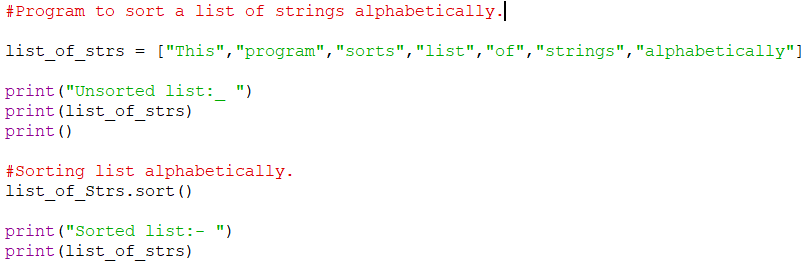 #Program to sort a list of strings alphabetically.
list_of_strs = ["This","program","sorts","list","of","strings","alphabetically"]
print("Unsorted list:_ ")
print(list_of_strs)
print()
#Sorting list alphabetically.
list_of_Strs.sort()
print("Sorted list:- ")
print(list_of_strs)